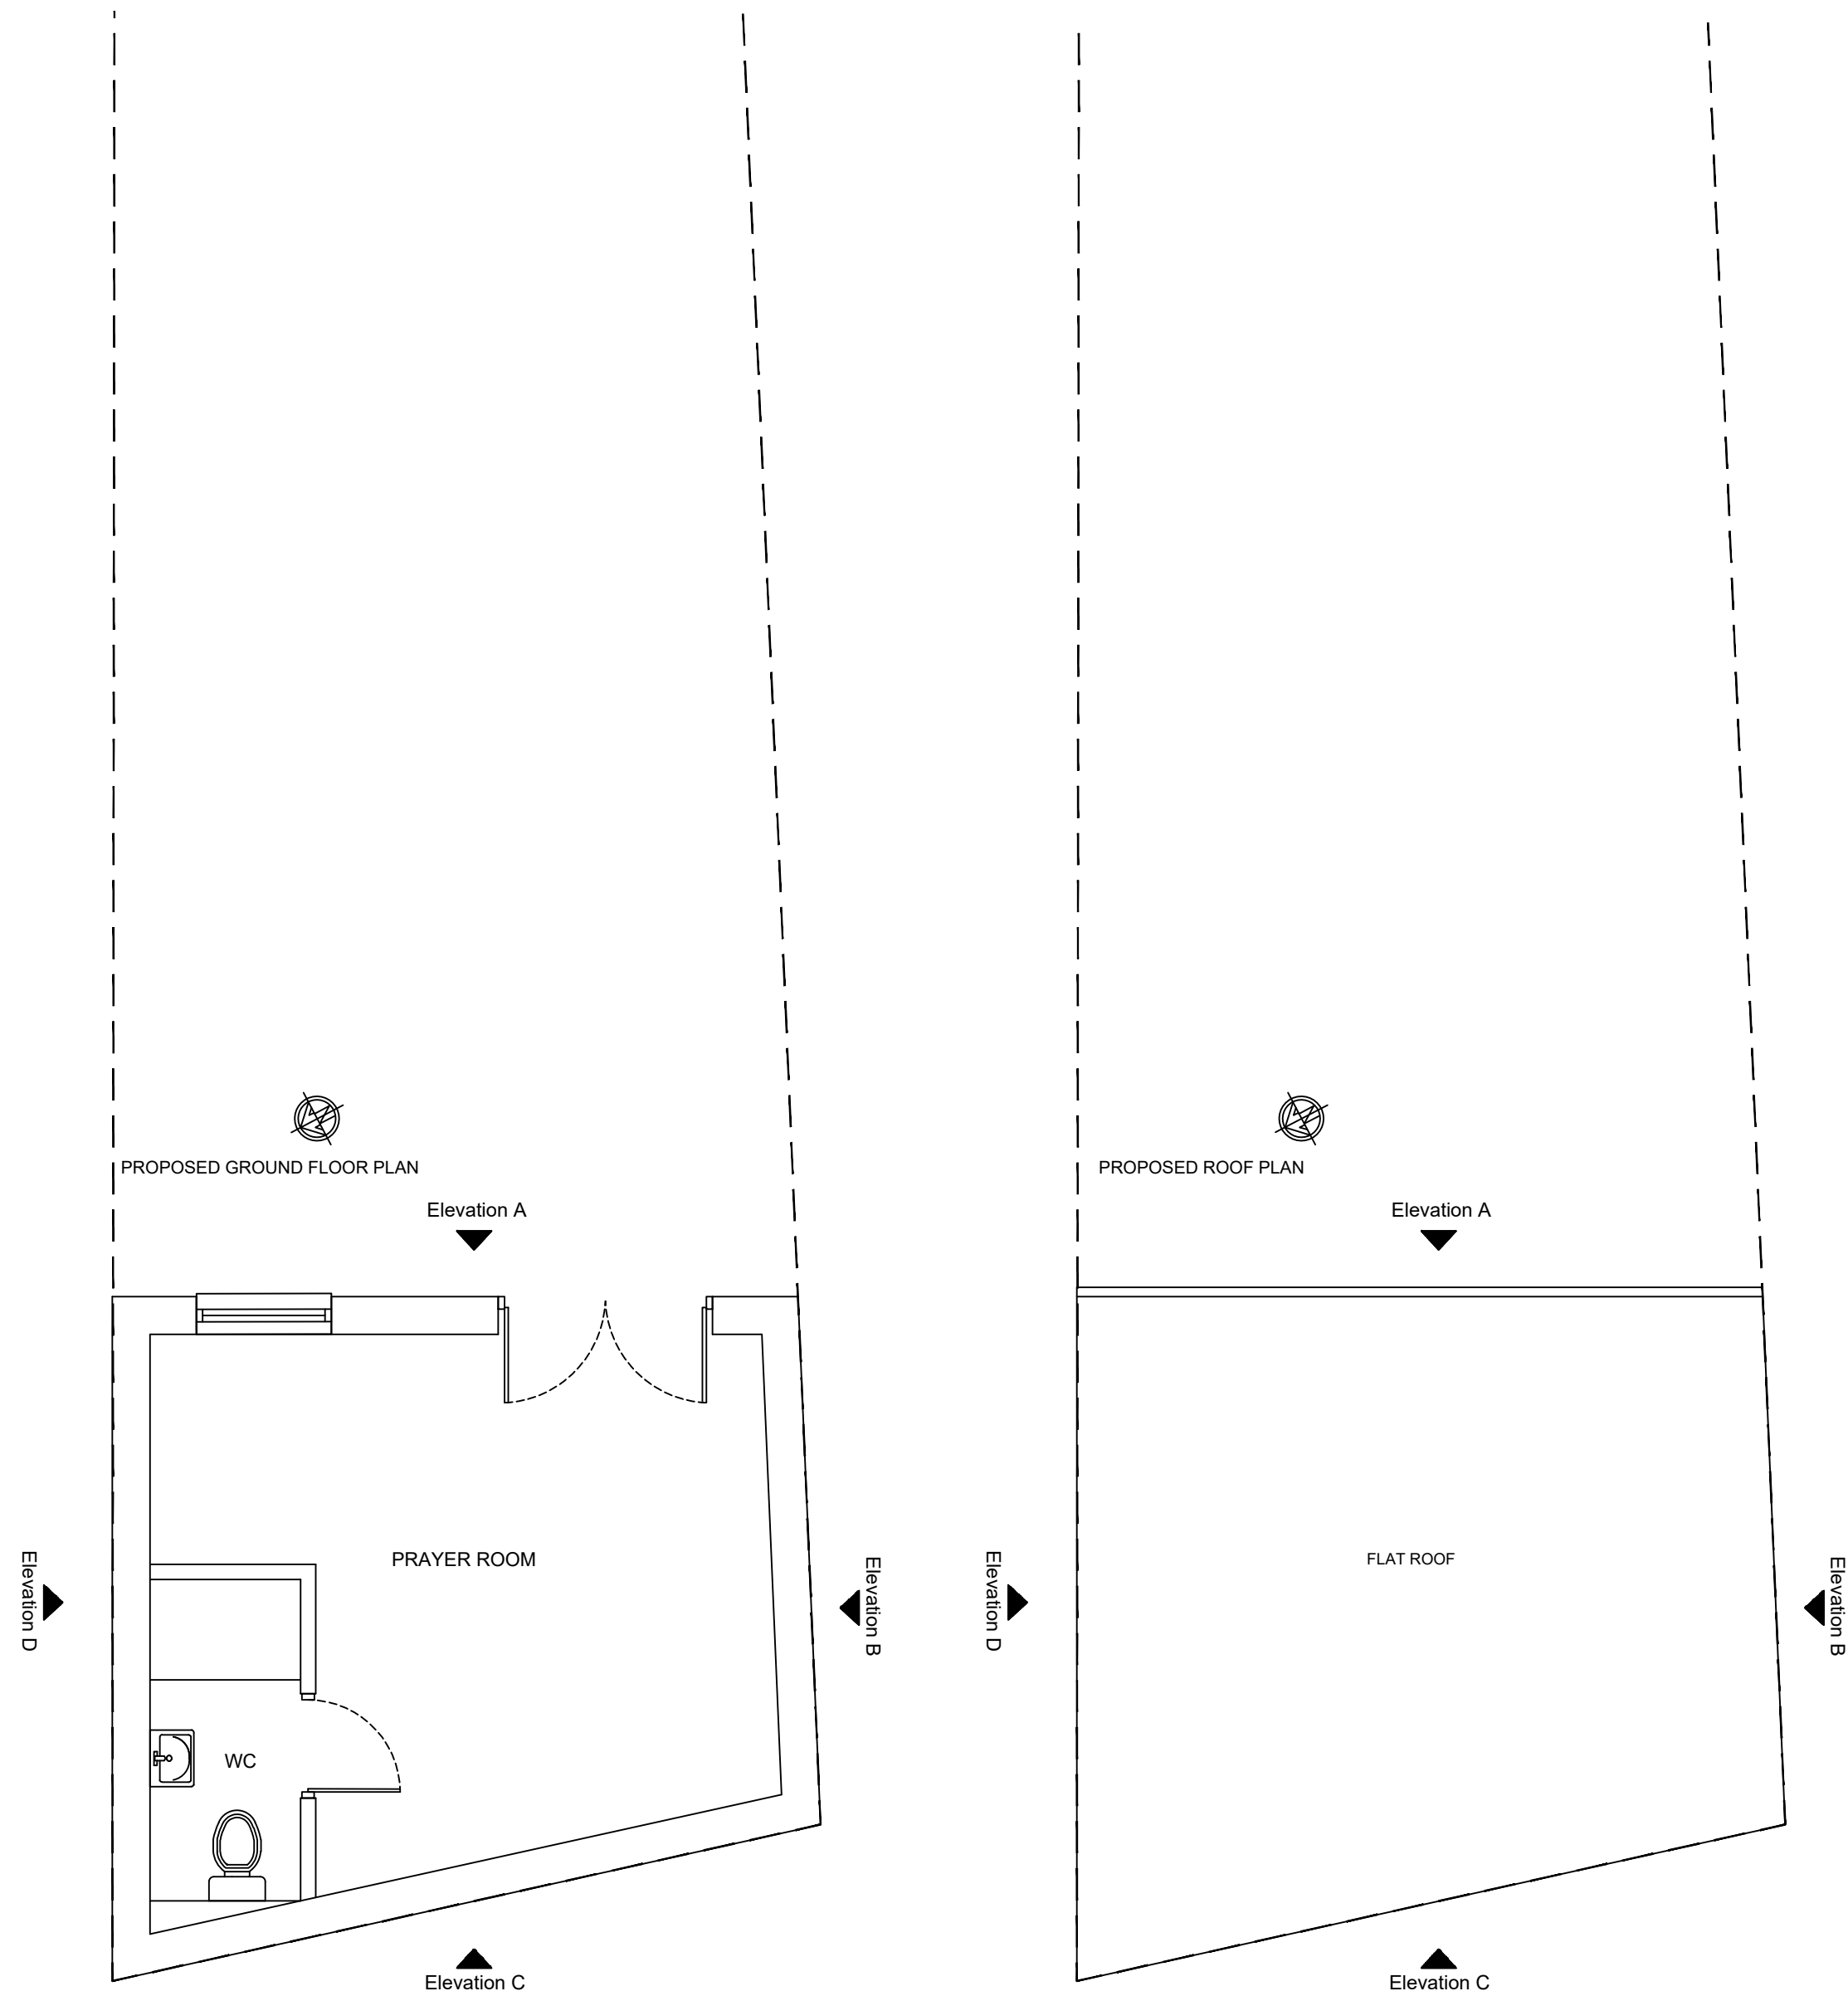 PROPOSED GROUND FLOOR PLAN
Elevation A
PRAYER ROOM
Elevation D
Elevation B
WC
Elevation C
PROPOSED ROOF PLAN
Elevation A
FLAT ROOF
Elevation D
Elevation B
Elevation C